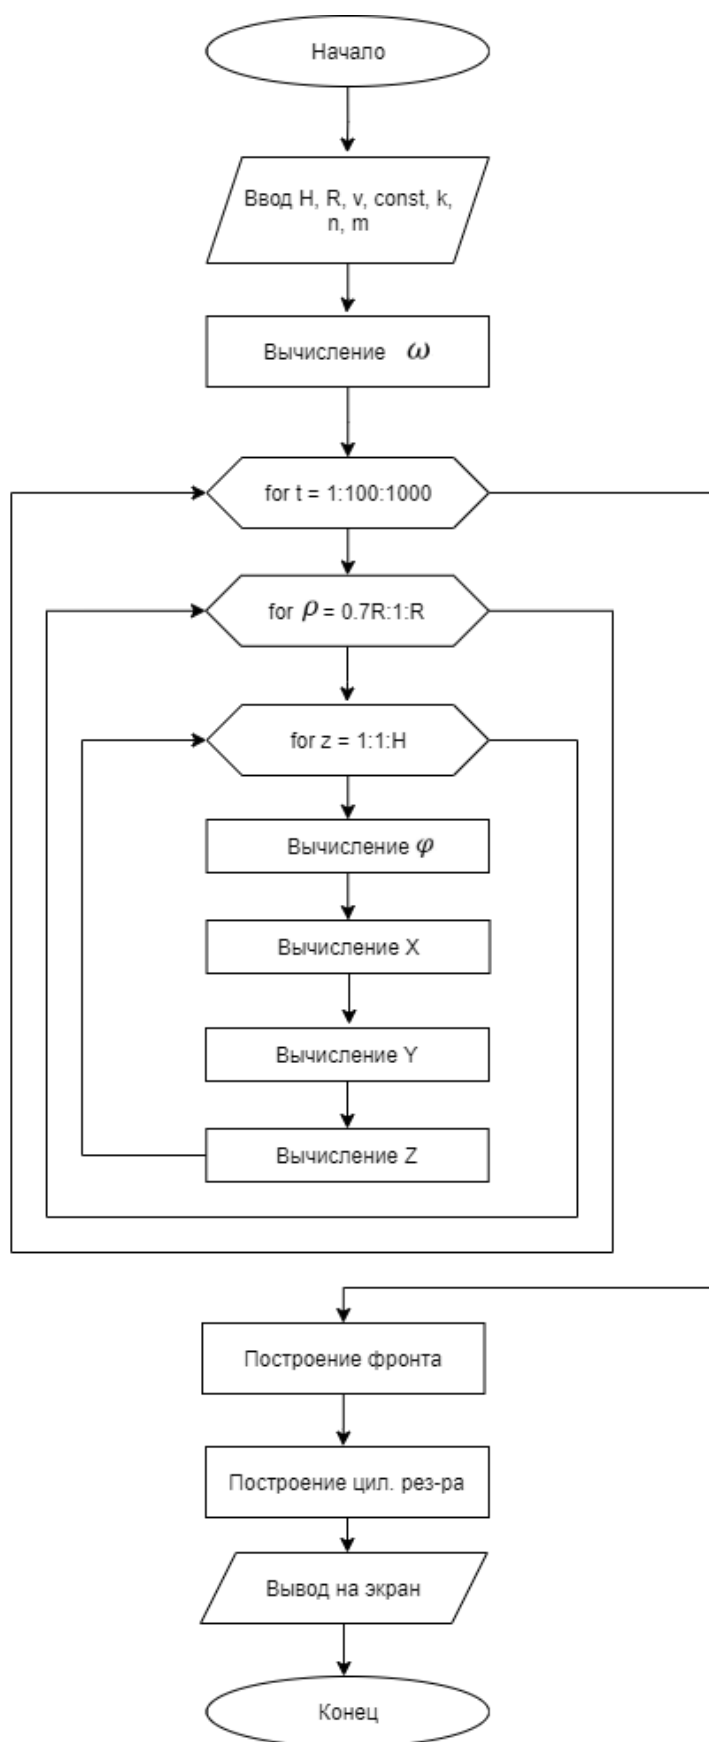 Начало
Ввод H, R, v, const, k,
n, m
Вычисление ω
for t = 1:100:1000
for ρ = 0.7R:1:R
for z = 1:1:H
Вычисление φ
Вычисление X
Вычисление Y
Вычисление Z
Построение фронта
Построение цил. рез-ра
Вывод на экран
Конец